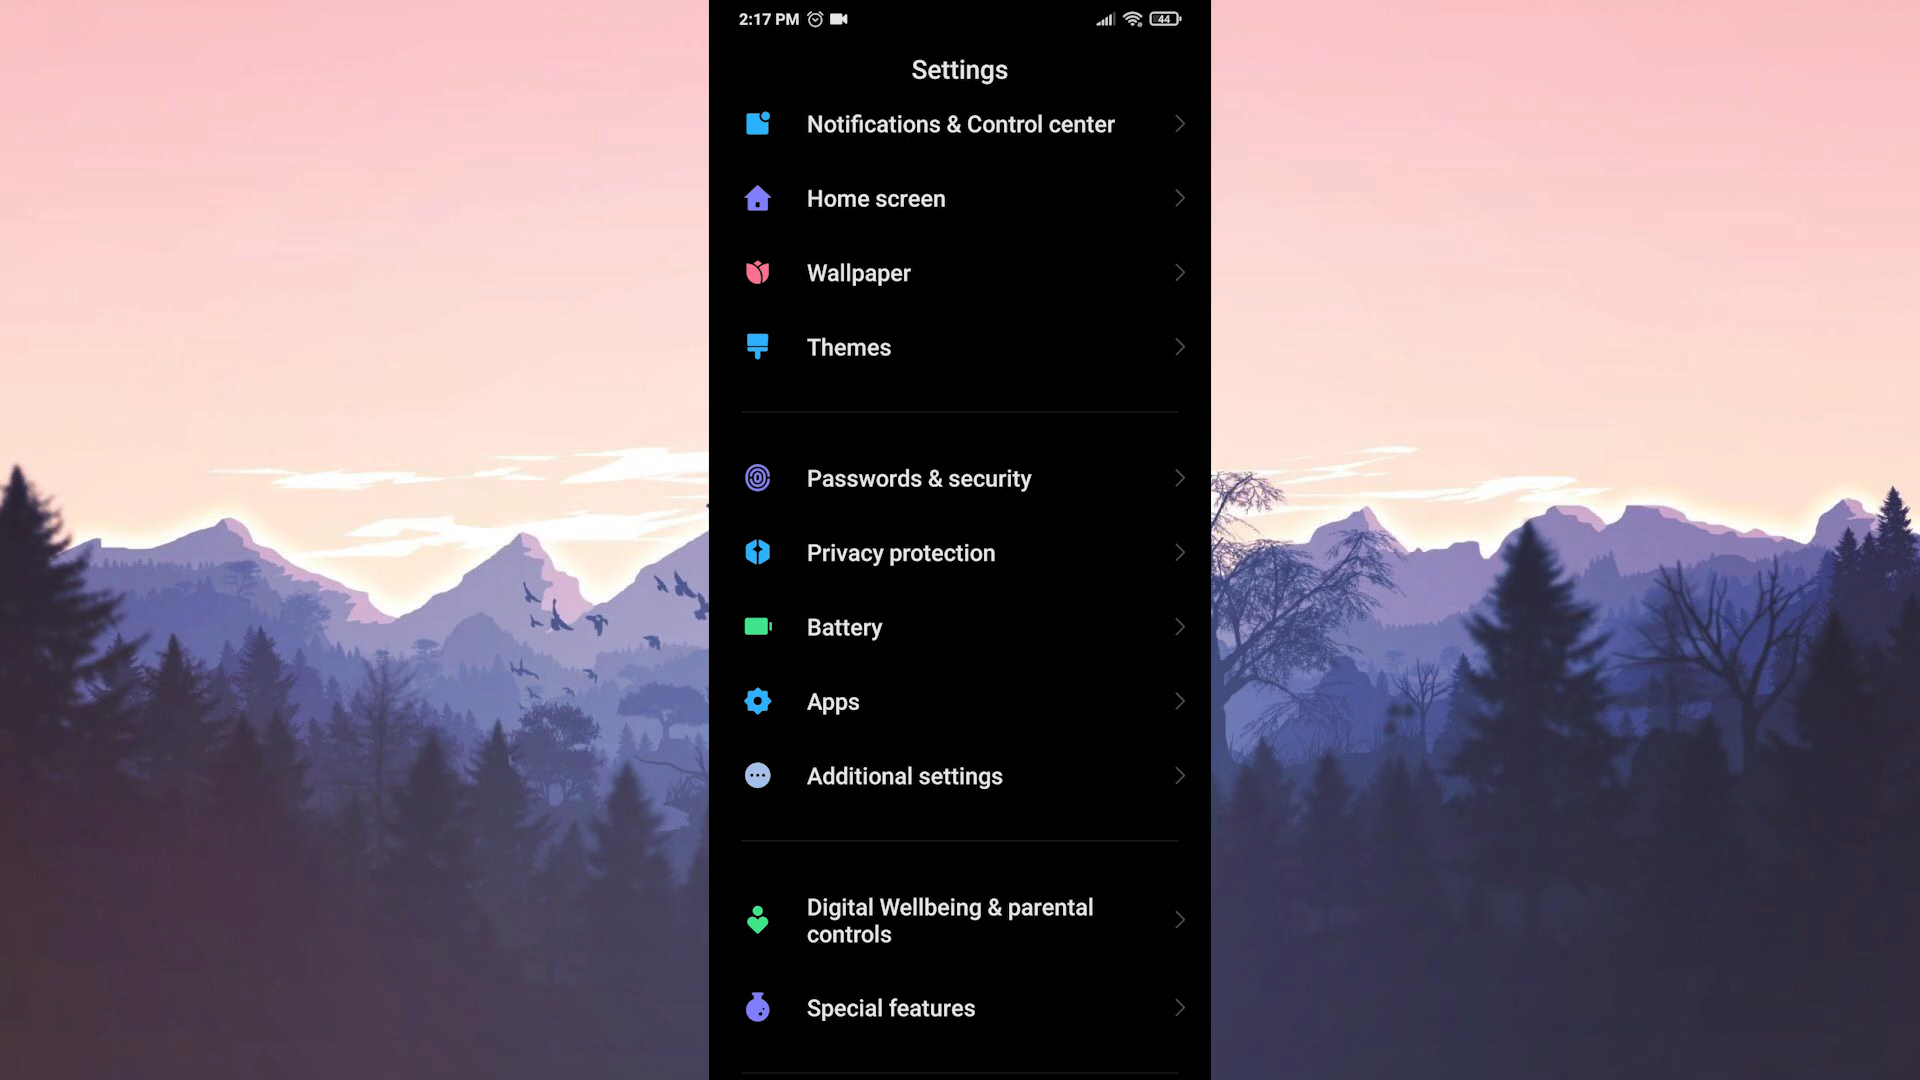 2:17 PM
44
Settings
Notifications & Control center
Home screen
Wallpaper
Themes
Passwords & security
Privacy protection
Battery
Apps
Additional settings
Digital Wellbeing & parental
controls
Special features